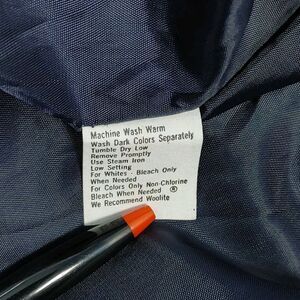 Machine Wash Warm
Wash Dark Colors Separately
Tumble Dry Low
Remove Promptly
Use Steam Iron
Low Setting
For Whites - Bleach Only
When Needed
For Colors Only Non-Chlorine
Bleach When Needed ®
We Recommend Woolite